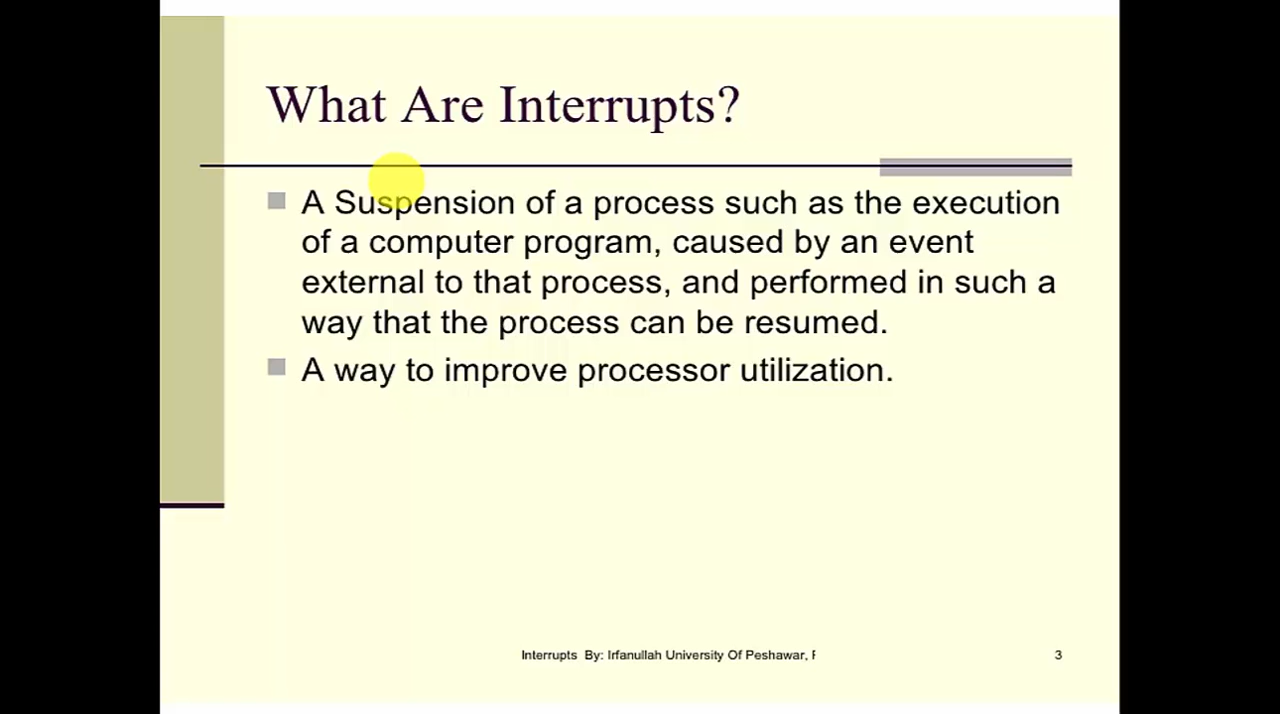 What Are Interrupts?
A Suspension of a process such as the execution
of a computer program, caused by an event
external to that process, and performed in such a
way that the process can be resumed.
A way to improve processor utilization.
Interrupts By: Irfanullah University Of Peshawar,
3